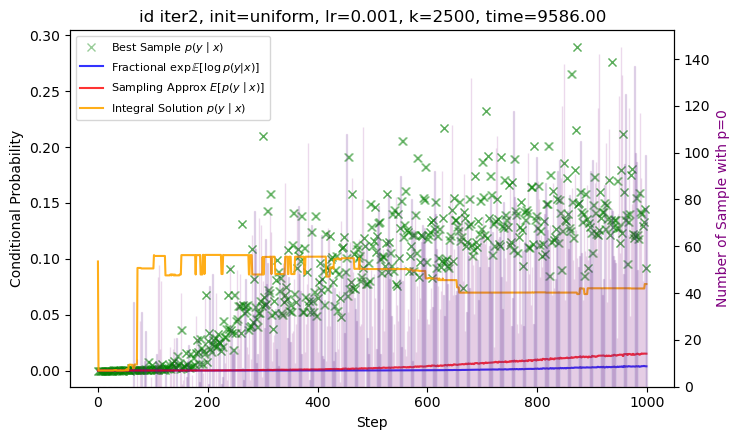 id iter2, init=uniform, lr=0.001, k=2500, time=9586.00
Best Sample p(y | x)
Fractional exp𝔼[log p(y|x)]
Sampling Approx E[p(y | x)]
Integral Solution p(y | x)
Conditional Probability
0.30
0.25
0.20
0.15
0.10
0.05
0.00
140
120
100
80
60
40
20
0
Number of Sample with p=0
0 200 400 600 800 1000
Step